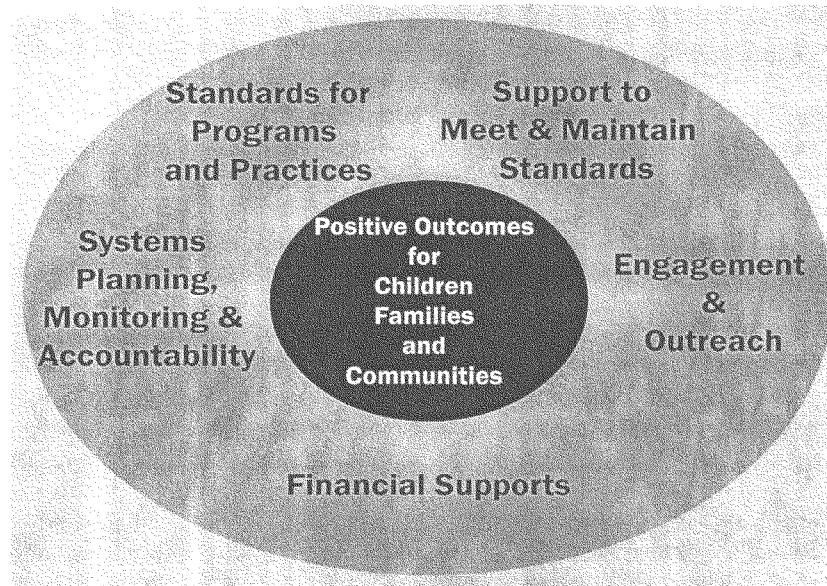 Standards for
Programs
and Practices
Support to
Meet & Maintain
Standards
Systems
Planning,
Monitoring &
Accountability
Positive Outcomes
for
Children
Families
and
Communities
Engagement
&
Outreach
Financial Supports